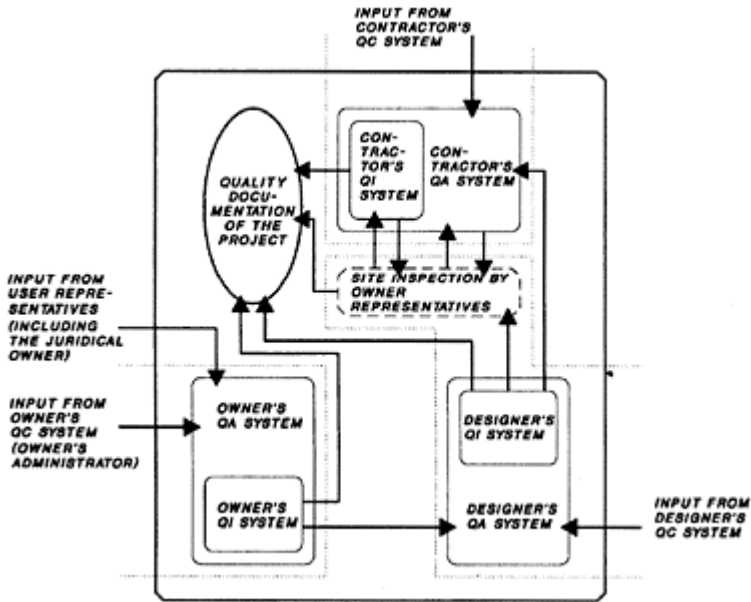 INPUT FROM
CONTRACTOR'S
QC SYSTEM
CON-
TRAC-
TOR'S
QI
SYSTEM
CON-
TRACTOR'S
QA SYSTEM
QUALITY
DOCU-
MENTATION
OF THE
PROJECT
SITE INSPECTION BY
OWNER
REPRESENTATIVES
INPUT FROM
USER REPRE-
SENTATIVES
(INCLUDING
THE JURIDICAL
OWNER)
INPUT FROM
OWNER'S
QC SYSTEM
(OWNER'S
ADMINISTRATOR)
OWNER'S
QA SYSTEM
OWNER'S
QI SYSTEM
DESIGNER'S
QI SYSTEM
DESIGNER'S
QA SYSTEM
INPUT FROM
DESIGNER'S
QC SYSTEM